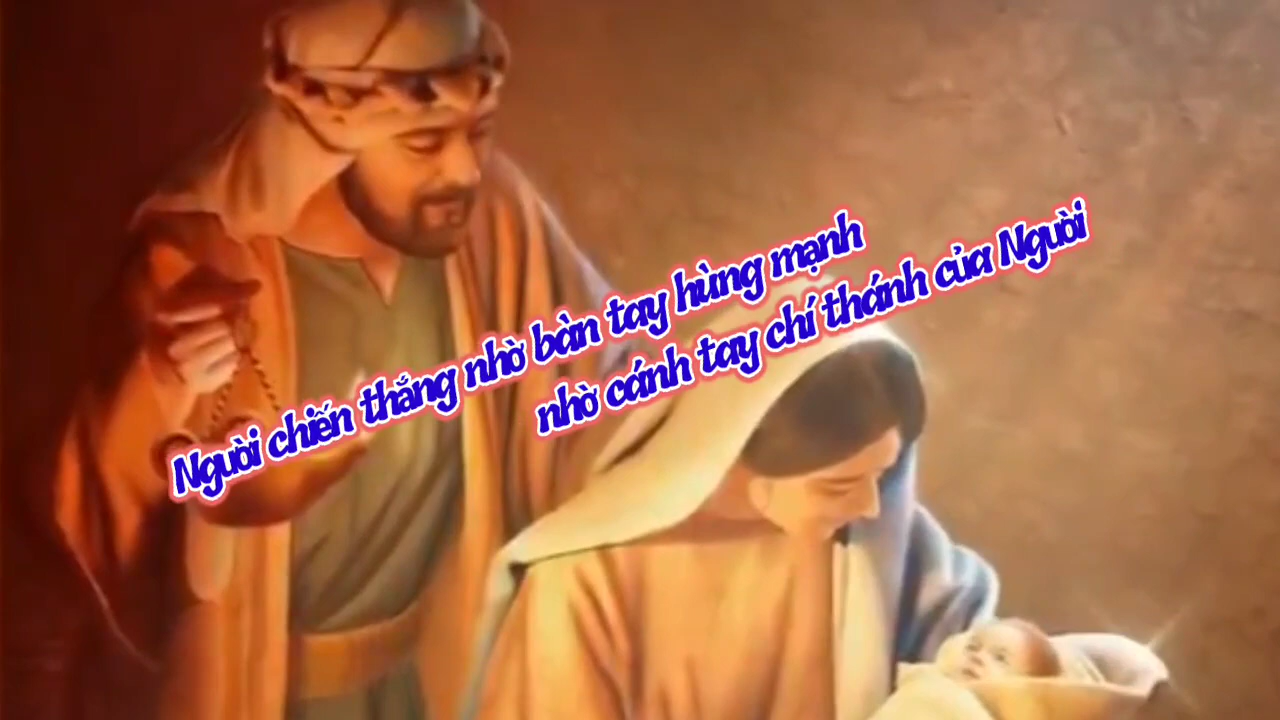 Người chiến thắng nhờ bàn tay hùng mạnh
nhờ cánh tay chí thánh của Người